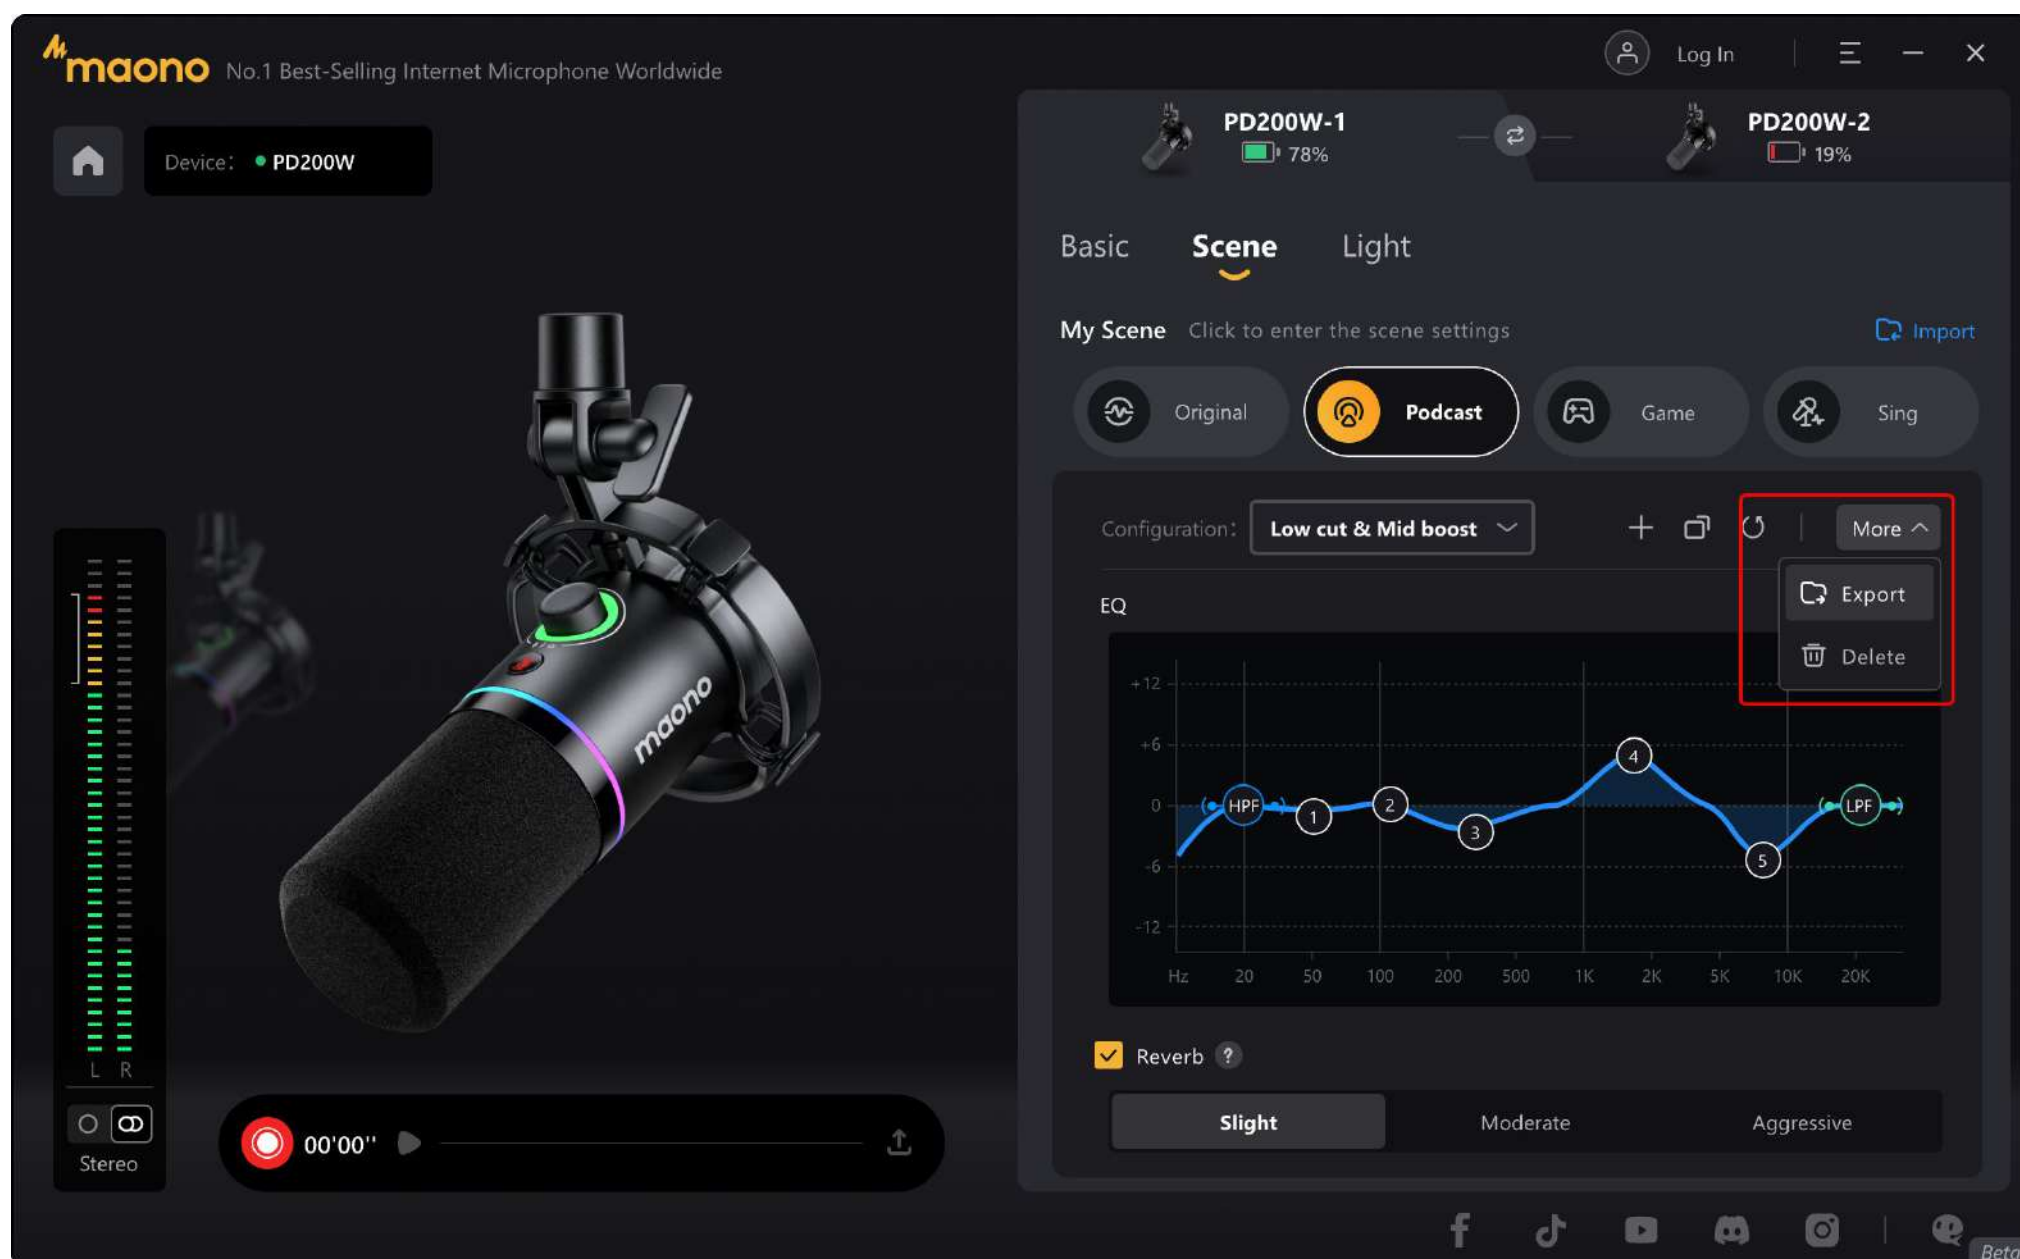 maono No.1 Best-Selling Internet Microphone Worldwide
Log In
Device: PD200W
PD200W-1
78%
PD200W-2
19%
Basic Scene Light
My Scene Click to enter the scene settings Import
Original Podcast Game Sing
Configuration: Low cut & Mid boost More
Export
Delete
EQ
+12
+6
0
-6
-12
HPF 1 2 3 4 5 LPF
Hz 20 50 100 200 500 1K 2K 5K 10K 20K
Reverb ?
Slight Moderate Aggressive
maono
L R
Stereo
00'00''
Beta